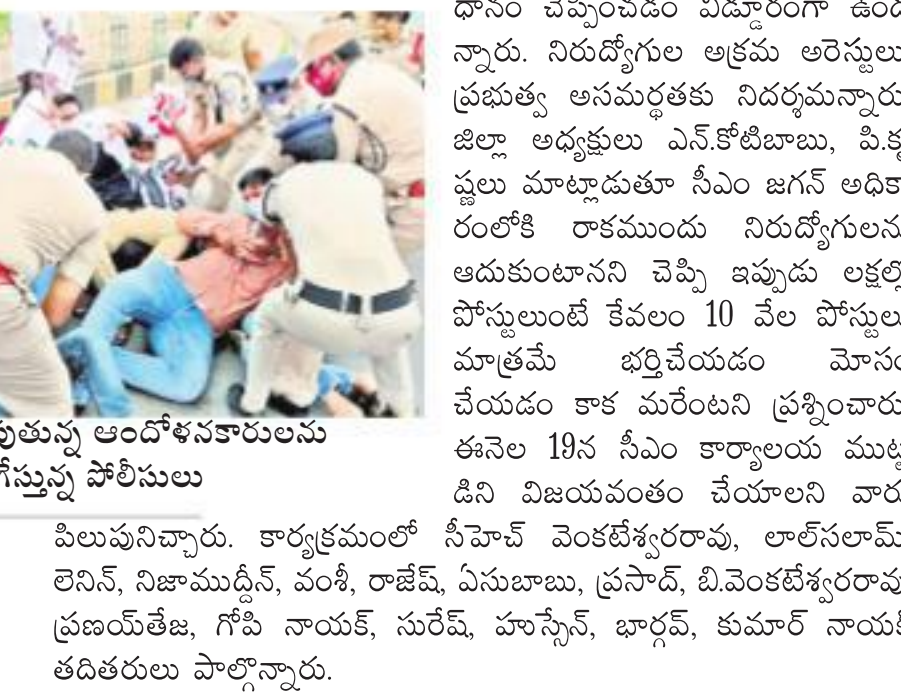 ధానం చెప్పించడం విడ్డూరంగా ఉంద
న్నారు. నిరుద్యోగుల అక్రమ అరెస్టులు
ప్రభుత్వ అసమర్థతకు నిదర్శమన్నారు
జిల్లా అధ్యక్షులు ఎన్.కోటిబాబు, పి.కృ
ష్ణలు మాట్లాడుతూ సీఎం జగన్ అధికా
రంలోకి రాకముందు నిరుద్యోగులను
ఆదుకుంటానని చెప్పి ఇప్పుడు లక్షల్లో
పోస్టులుంటే కేవలం 10 వేల పోస్టులు
మాత్రమే భర్తిచేయడం మోసం
చేయడం కాక మరేంటని ప్రశ్నించారు
ఈనెల 19న సీఎం కార్యాలయ ముట్ట
డిని విజయవంతం చేయాలని వారు
పిలుపునిచ్చారు. కార్యక్రమంలో సీహెచ్ వెంకటేశ్వరరావు, లాల్‌సలామ్
లెనిన్, నిజాముద్దీన్, వంశీ, రాజేష్, ఏసుబాబు, ప్రసాద్, బి.వెంకటేశ్వరరావు
ప్రణయ్‌తేజ, గోపి నాయక్, సురేష్, హుస్సేన్, భార్గవ్, కుమార్ నాయక్
తదితరులు పాల్గొన్నారు.
ఆందోళనకారులను
పోలీసులు